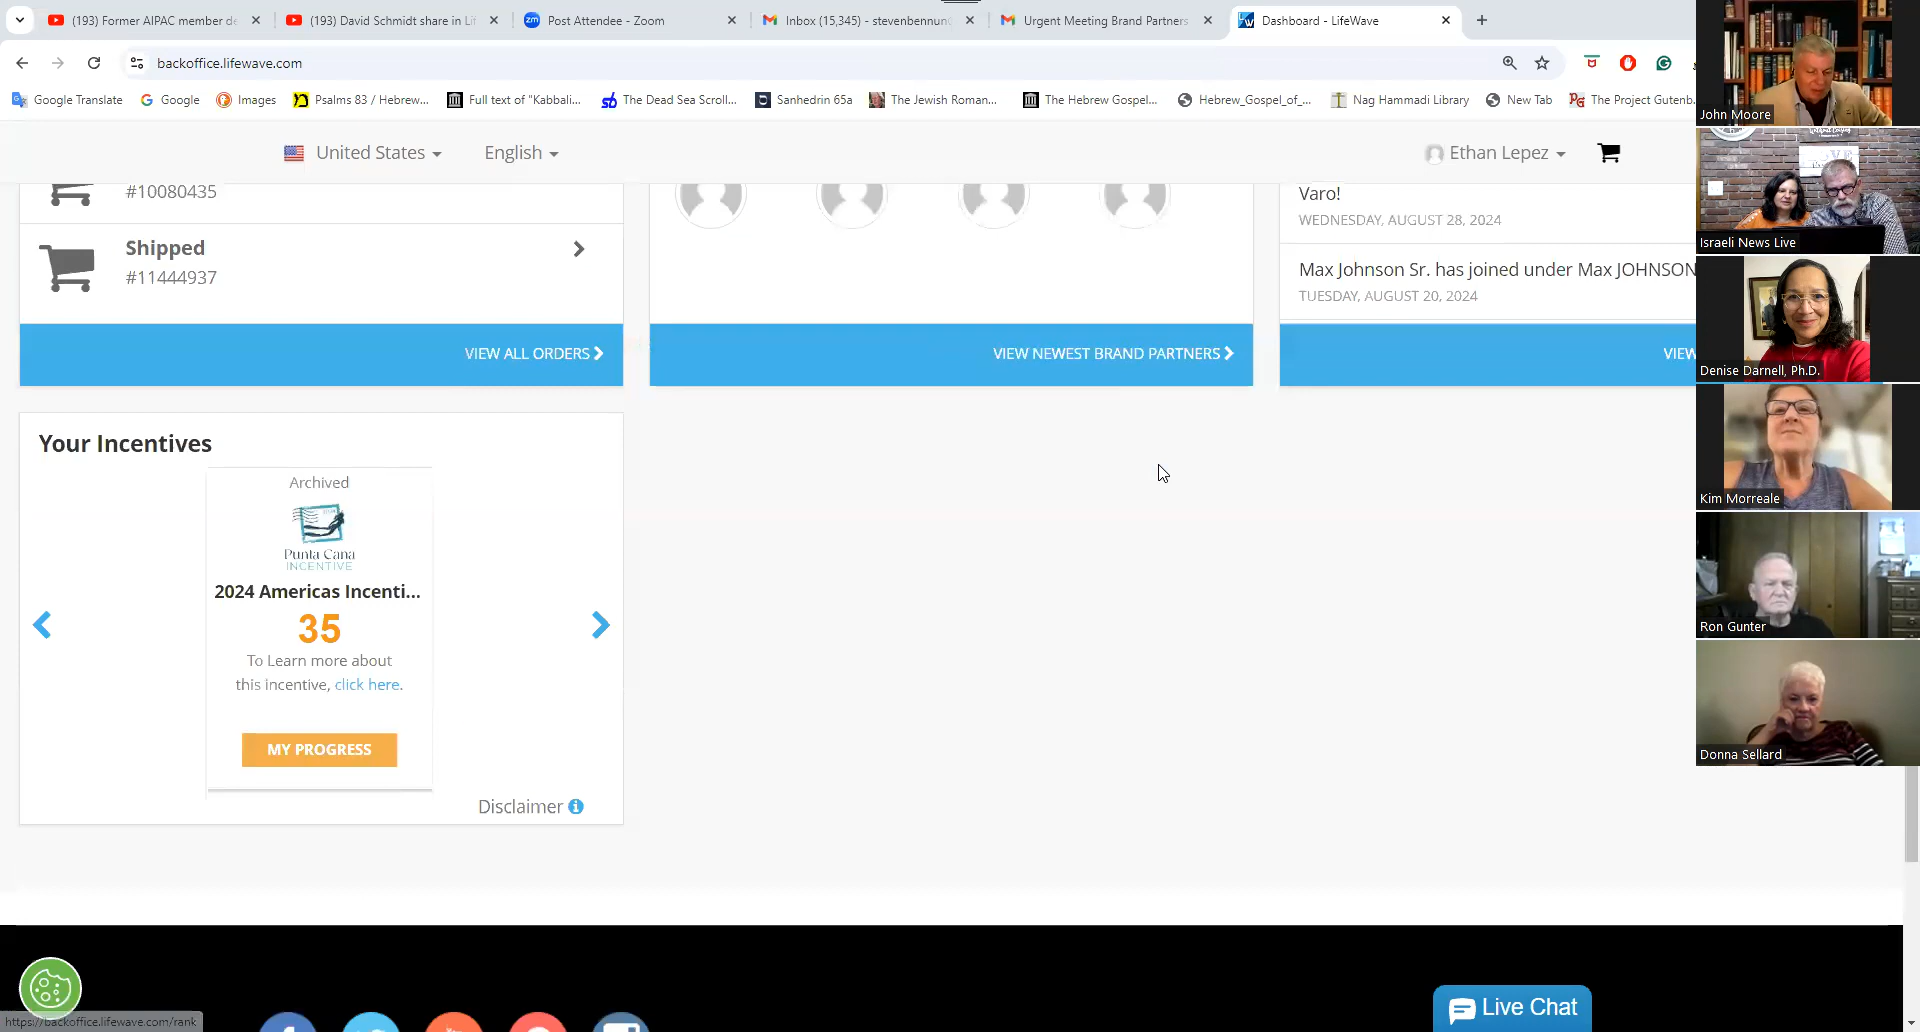 (193) Former AIPAC member de
(193) David Schmidt share in Li
zm Post Attendee - Zoom
Inbox (15,345) - stevenbennun
Urgent Meeting Brand Partners
Dashboard - LifeWave
backoffice.lifewave.com
Google Translate
Google
Images
Psalms 83 / Hebrew...
Full text of "Kabbali...
The Dead Sea Scroll...
Sanhedrin 65a
The Jewish Roman...
The Hebrew Gospel...
Hebrew_Gospel_of_...
Nag Hammadi Library
New Tab
The Project Gutenb.
United States
English
Ethan Lepez
#10080435
Shipped
#11444937
VIEW ALL ORDERS
VIEW NEWEST BRAND PARTNERS
Varo!
WEDNESDAY, AUGUST 28, 2024
Max Johnson Sr. has joined under Max JOHNSON
TUESDAY, AUGUST 20, 2024
VIEW
Your Incentives
Archived
Punta Cana
INCENTIVE
2024 Americas Incenti...
35
To Learn more about
this incentive, click here.
MY PROGRESS
Disclaimer
https://backoffice.lifewave.com/rank
Live Chat
John Moore
Israeli News Live
Denise Darnell, Ph.D.
Kim Morreale
Ron Gunter
Donna Sellard